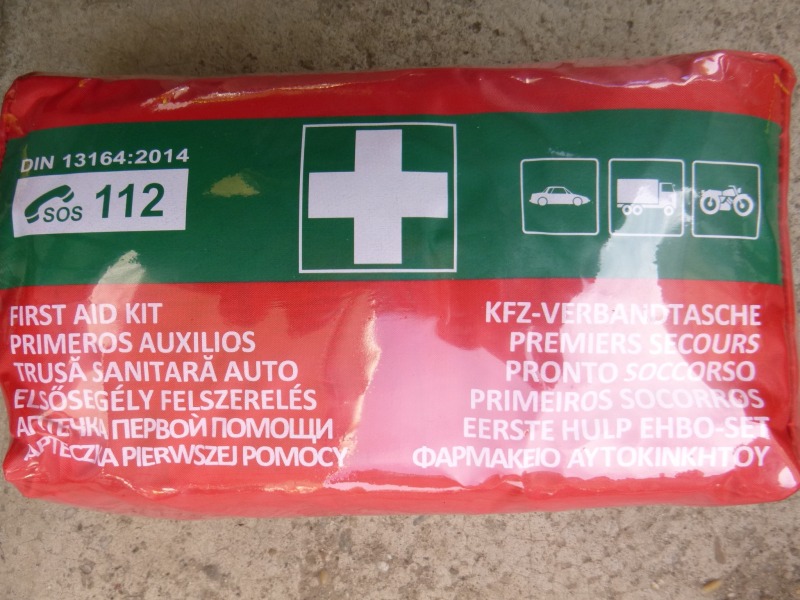 DIN 13164:2014
SOS 112
FIRST AID KIT
PRIMEROS AUXILIOS
TRUSĂ SANITARĂ AUTO
ELSŐSEGÉLY FELSZERELÉS
АПТЕЧКА ПЕРВОЙ ПОМОЩИ
APTECZKA PIERWSZEJ POMOCY
KFZ-VERBANDTASCHE
PREMIERS SECOURS
PRONTO SOCCORSO
PRIMEIROS SOCORROS
EERSTE HULP EHBO-SET
ΦΑΡΜΑΚΕΙΟ ΑΥΤΟΚΙΝΚΗΤΟΥ